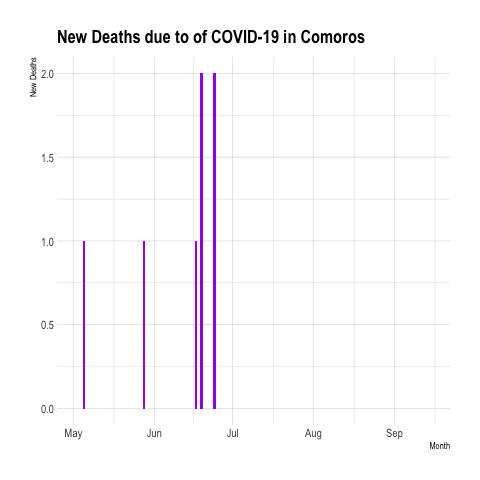 New Deaths due to of COVID-19 in Comoros
New Deaths
2.0
1.5
1.0
0.5
0.0
May Jun Jul Aug Sep
Month